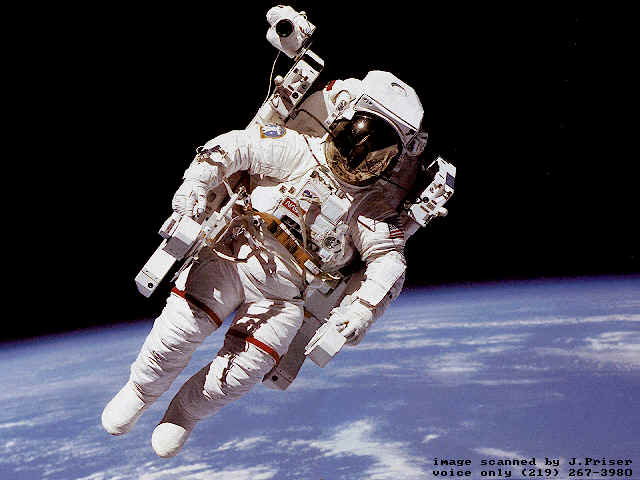 image scanned by J.Priser
voice only (219) 267-3980